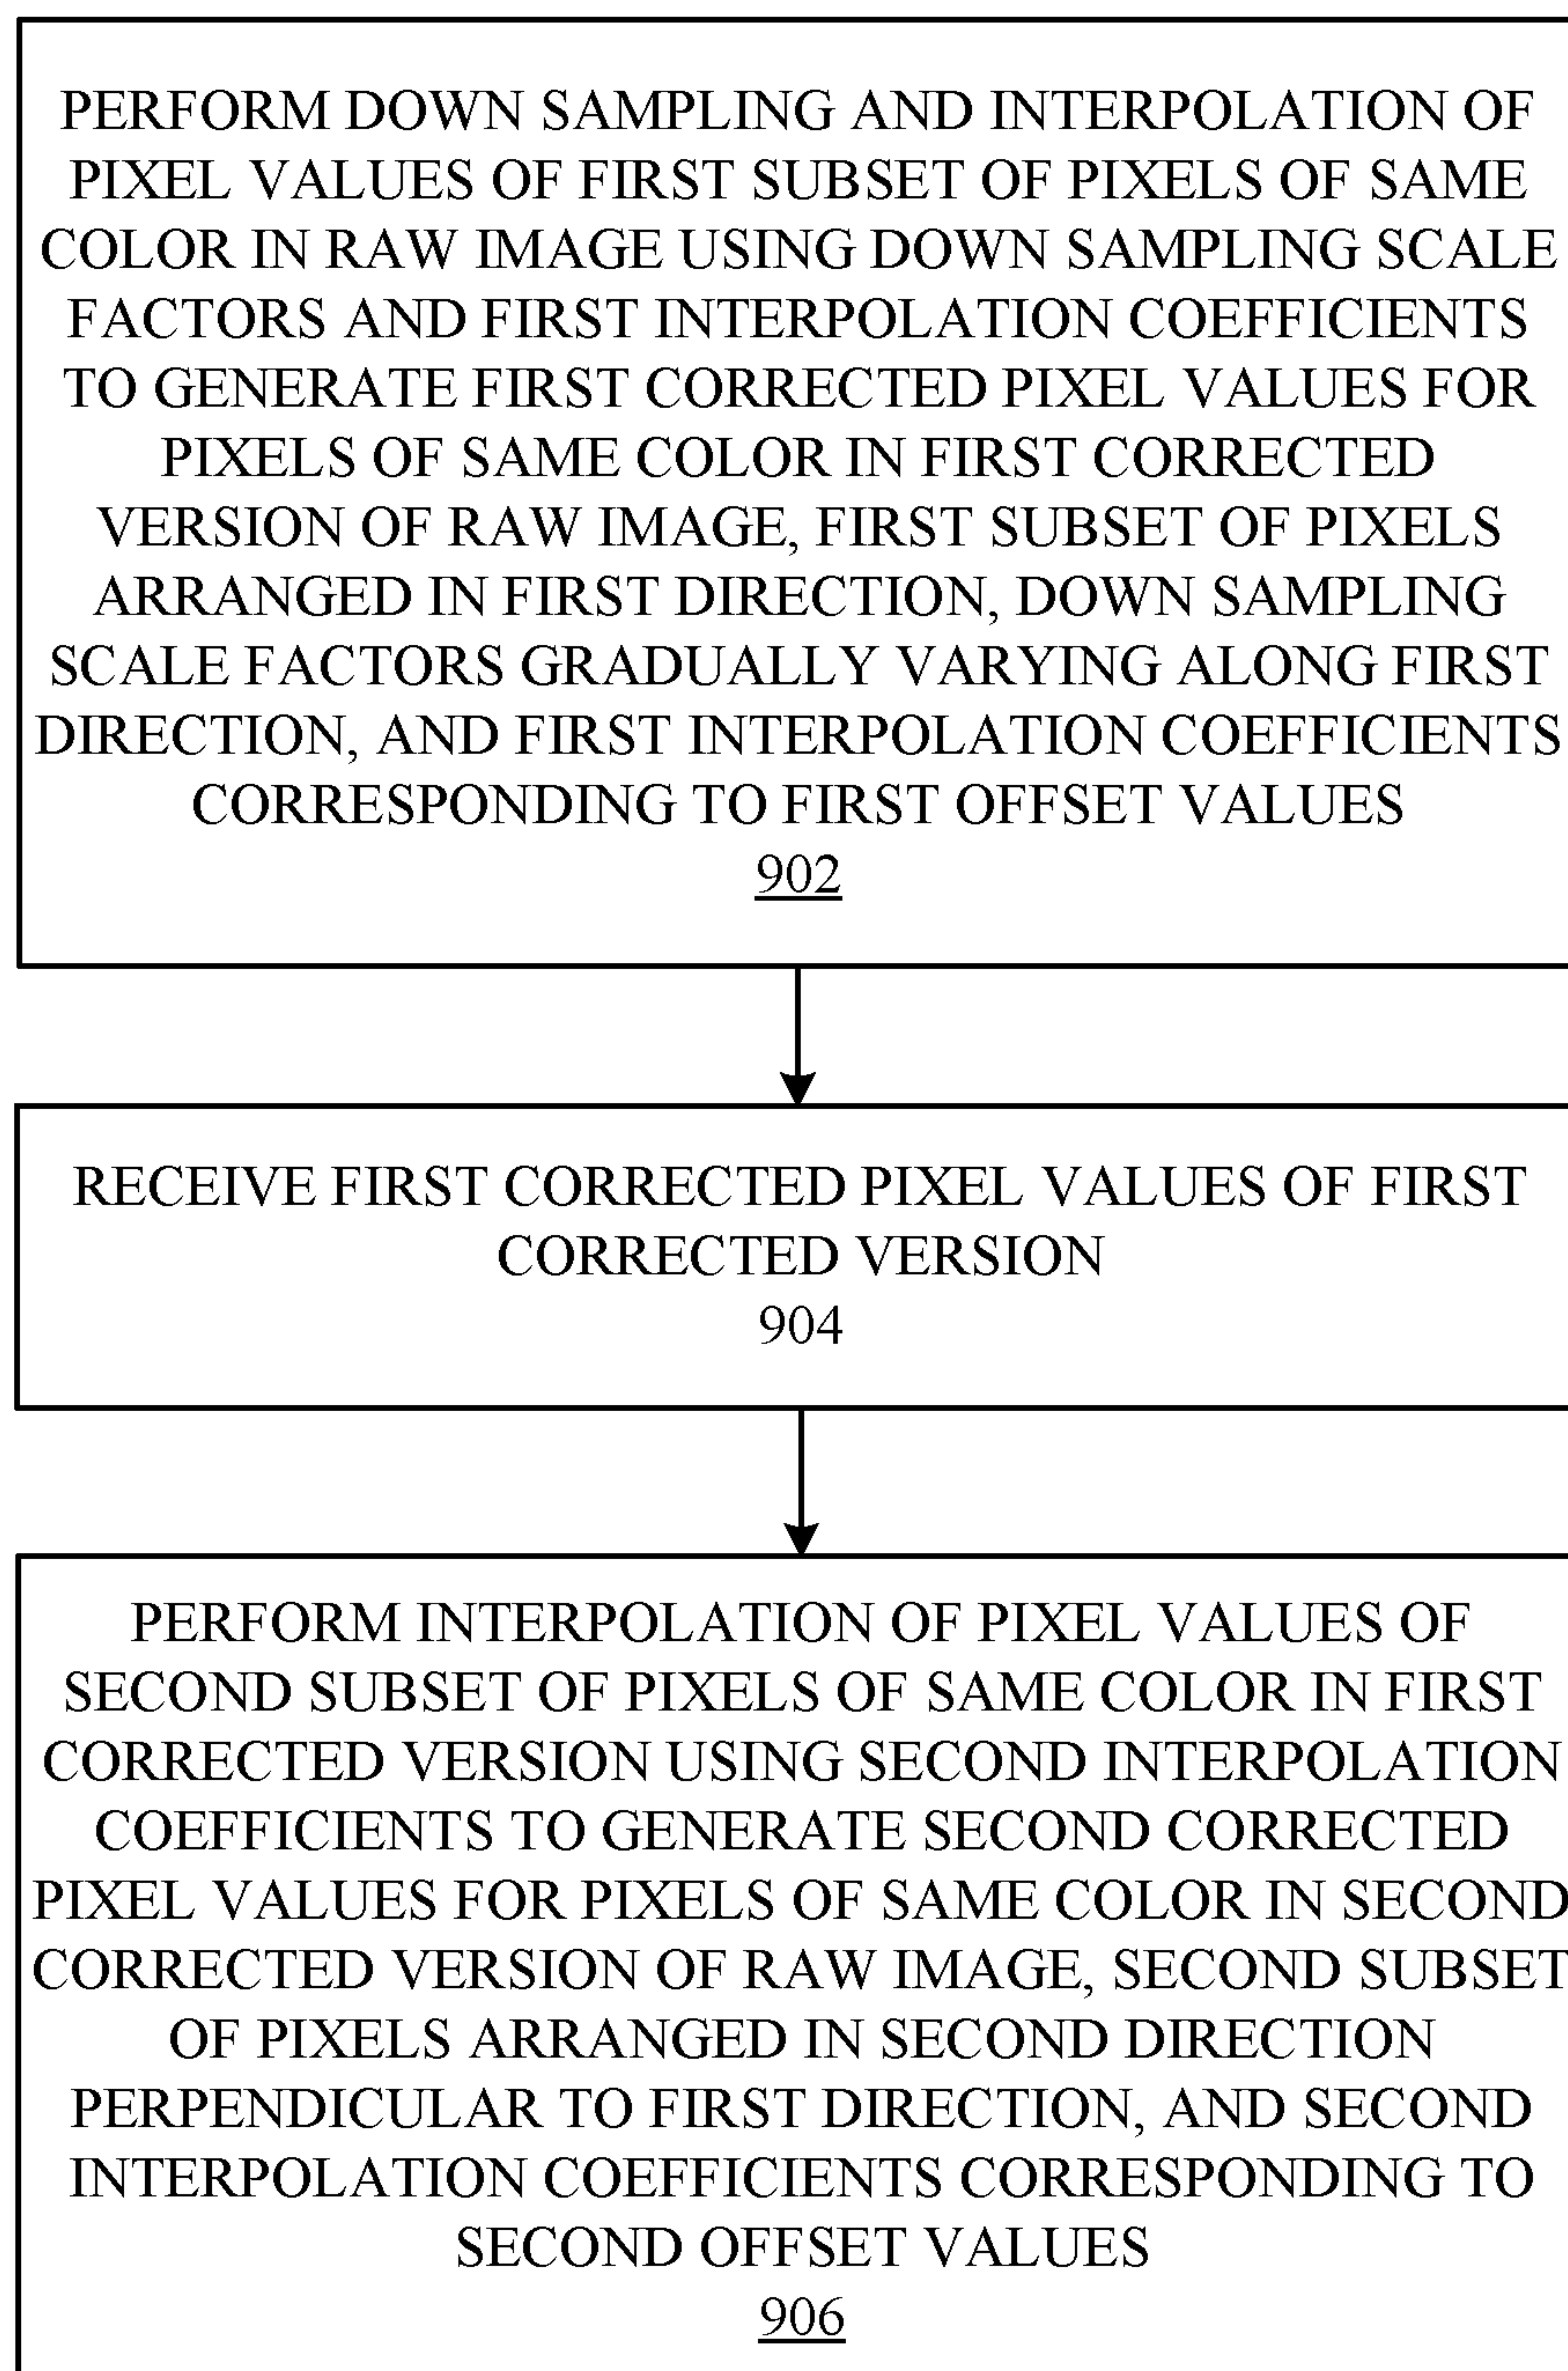 PERFORM DOWN SAMPLING AND INTERPOLATION OF
PIXEL VALUES OF FIRST SUBSET OF PIXELS OF SAME
COLOR IN RAW IMAGE USING DOWN SAMPLING SCALE
FACTORS AND FIRST INTERPOLATION COEFFICIENTS
TO GENERATE FIRST CORRECTED PIXEL VALUES FOR
PIXELS OF SAME COLOR IN FIRST CORRECTED
VERSION OF RAW IMAGE, FIRST SUBSET OF PIXELS
ARRANGED IN FIRST DIRECTION, DOWN SAMPLING
SCALE FACTORS GRADUALLY VARYING ALONG FIRST
DIRECTION, AND FIRST INTERPOLATION COEFFICIENTS
CORRESPONDING TO FIRST OFFSET VALUES
902
RECEIVE FIRST CORRECTED PIXEL VALUES OF FIRST
CORRECTED VERSION
904
PERFORM INTERPOLATION OF PIXEL VALUES OF
SECOND SUBSET OF PIXELS OF SAME COLOR IN FIRST
CORRECTED VERSION USING SECOND INTERPOLATION
COEFFICIENTS TO GENERATE SECOND CORRECTED
PIXEL VALUES FOR PIXELS OF SAME COLOR IN SECOND
CORRECTED VERSION OF RAW IMAGE, SECOND SUBSET
OF PIXELS ARRANGED IN SECOND DIRECTION
PERPENDICULAR TO FIRST DIRECTION, AND SECOND
INTERPOLATION COEFFICIENTS CORRESPONDING TO
SECOND OFFSET VALUES
906